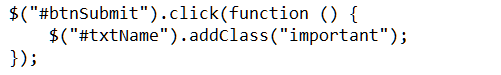 $("#btnSubmit").click(function () {
    $("#txtName").addClass("important");
});